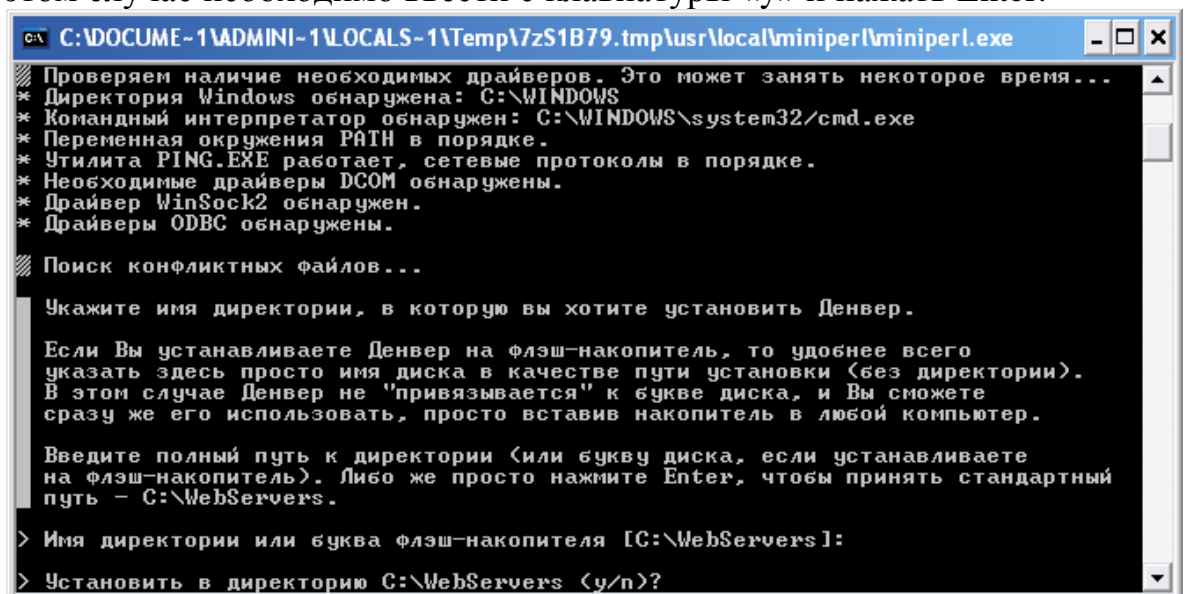 этом случае необходимо ввести с клавиатуры «y» и нажать Enter.
C:\DOCUME~1\ADMINI~1\LOCALS~1\Temp\7zS1B79.tmp\usr\local\miniperl\miniperl.exe
Проверяем наличие необходимых драйверов. Это может занять некоторое время...
* Директория Windows обнаружена: C:\WINDOWS
* Командный интерпретатор обнаружен: C:\WINDOWS\system32/cmd.exe
* Переменная окружения PATH в порядке.
* Утилита PING.EXE работает, сетевые протоколы в порядке.
* Необходимые драйверы DCOM обнаружены.
* Драйвер WinSock2 обнаружен.
* Драйверы ODBC обнаружены.
Поиск конфликтных файлов...
Укажите имя директории, в которую вы хотите установить Денвер.
Если Вы устанавливаете Денвер на флэш-накопитель, то удобнее всего
указать здесь просто имя диска в качестве пути установки (без директории).
В этом случае Денвер не "привязывается" к букве диска, и Вы сможете
сразу же его использовать, просто вставив накопитель в любой компьютер.
Введите полный путь к директории (или букву диска, если устанавливаете
на флэш-накопитель). Либо же просто нажмите Enter, чтобы принять стандартный
путь - C:\WebServers.
> Имя директории или буква флэш-накопителя [C:\WebServers]:
> Установить в директорию C:\WebServers (y/n)?